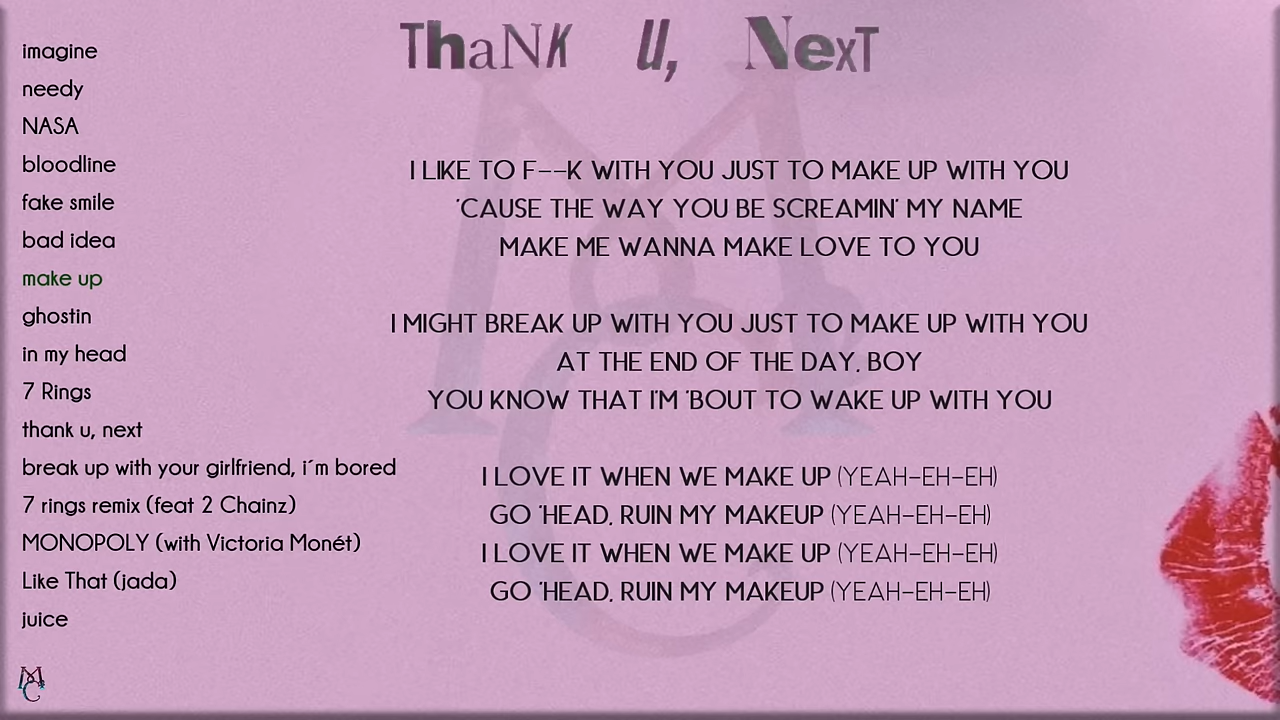 ThaNK U, NexT
imagine
needy
NASA
bloodline
fake smile
bad idea
make up
ghostin
in my head
7 Rings
thank u, next
break up with your girlfriend, i´m bored
7 rings remix (feat 2 Chainz)
MONOPOLY (with Victoria Monét)
Like That (jada)
juice
I LIKE TO F--K WITH YOU JUST TO MAKE UP WITH YOU
'CAUSE THE WAY YOU BE SCREAMIN' MY NAME
MAKE ME WANNA MAKE LOVE TO YOU
I MIGHT BREAK UP WITH YOU JUST TO MAKE UP WITH YOU
AT THE END OF THE DAY, BOY
YOU KNOW THAT I'M 'BOUT TO WAKE UP WITH YOU
I LOVE IT WHEN WE MAKE UP (YEAH-EH-EH)
GO 'HEAD, RUIN MY MAKEUP (YEAH-EH-EH)
I LOVE IT WHEN WE MAKE UP (YEAH-EH-EH)
GO 'HEAD, RUIN MY MAKEUP (YEAH-EH-EH)
MC